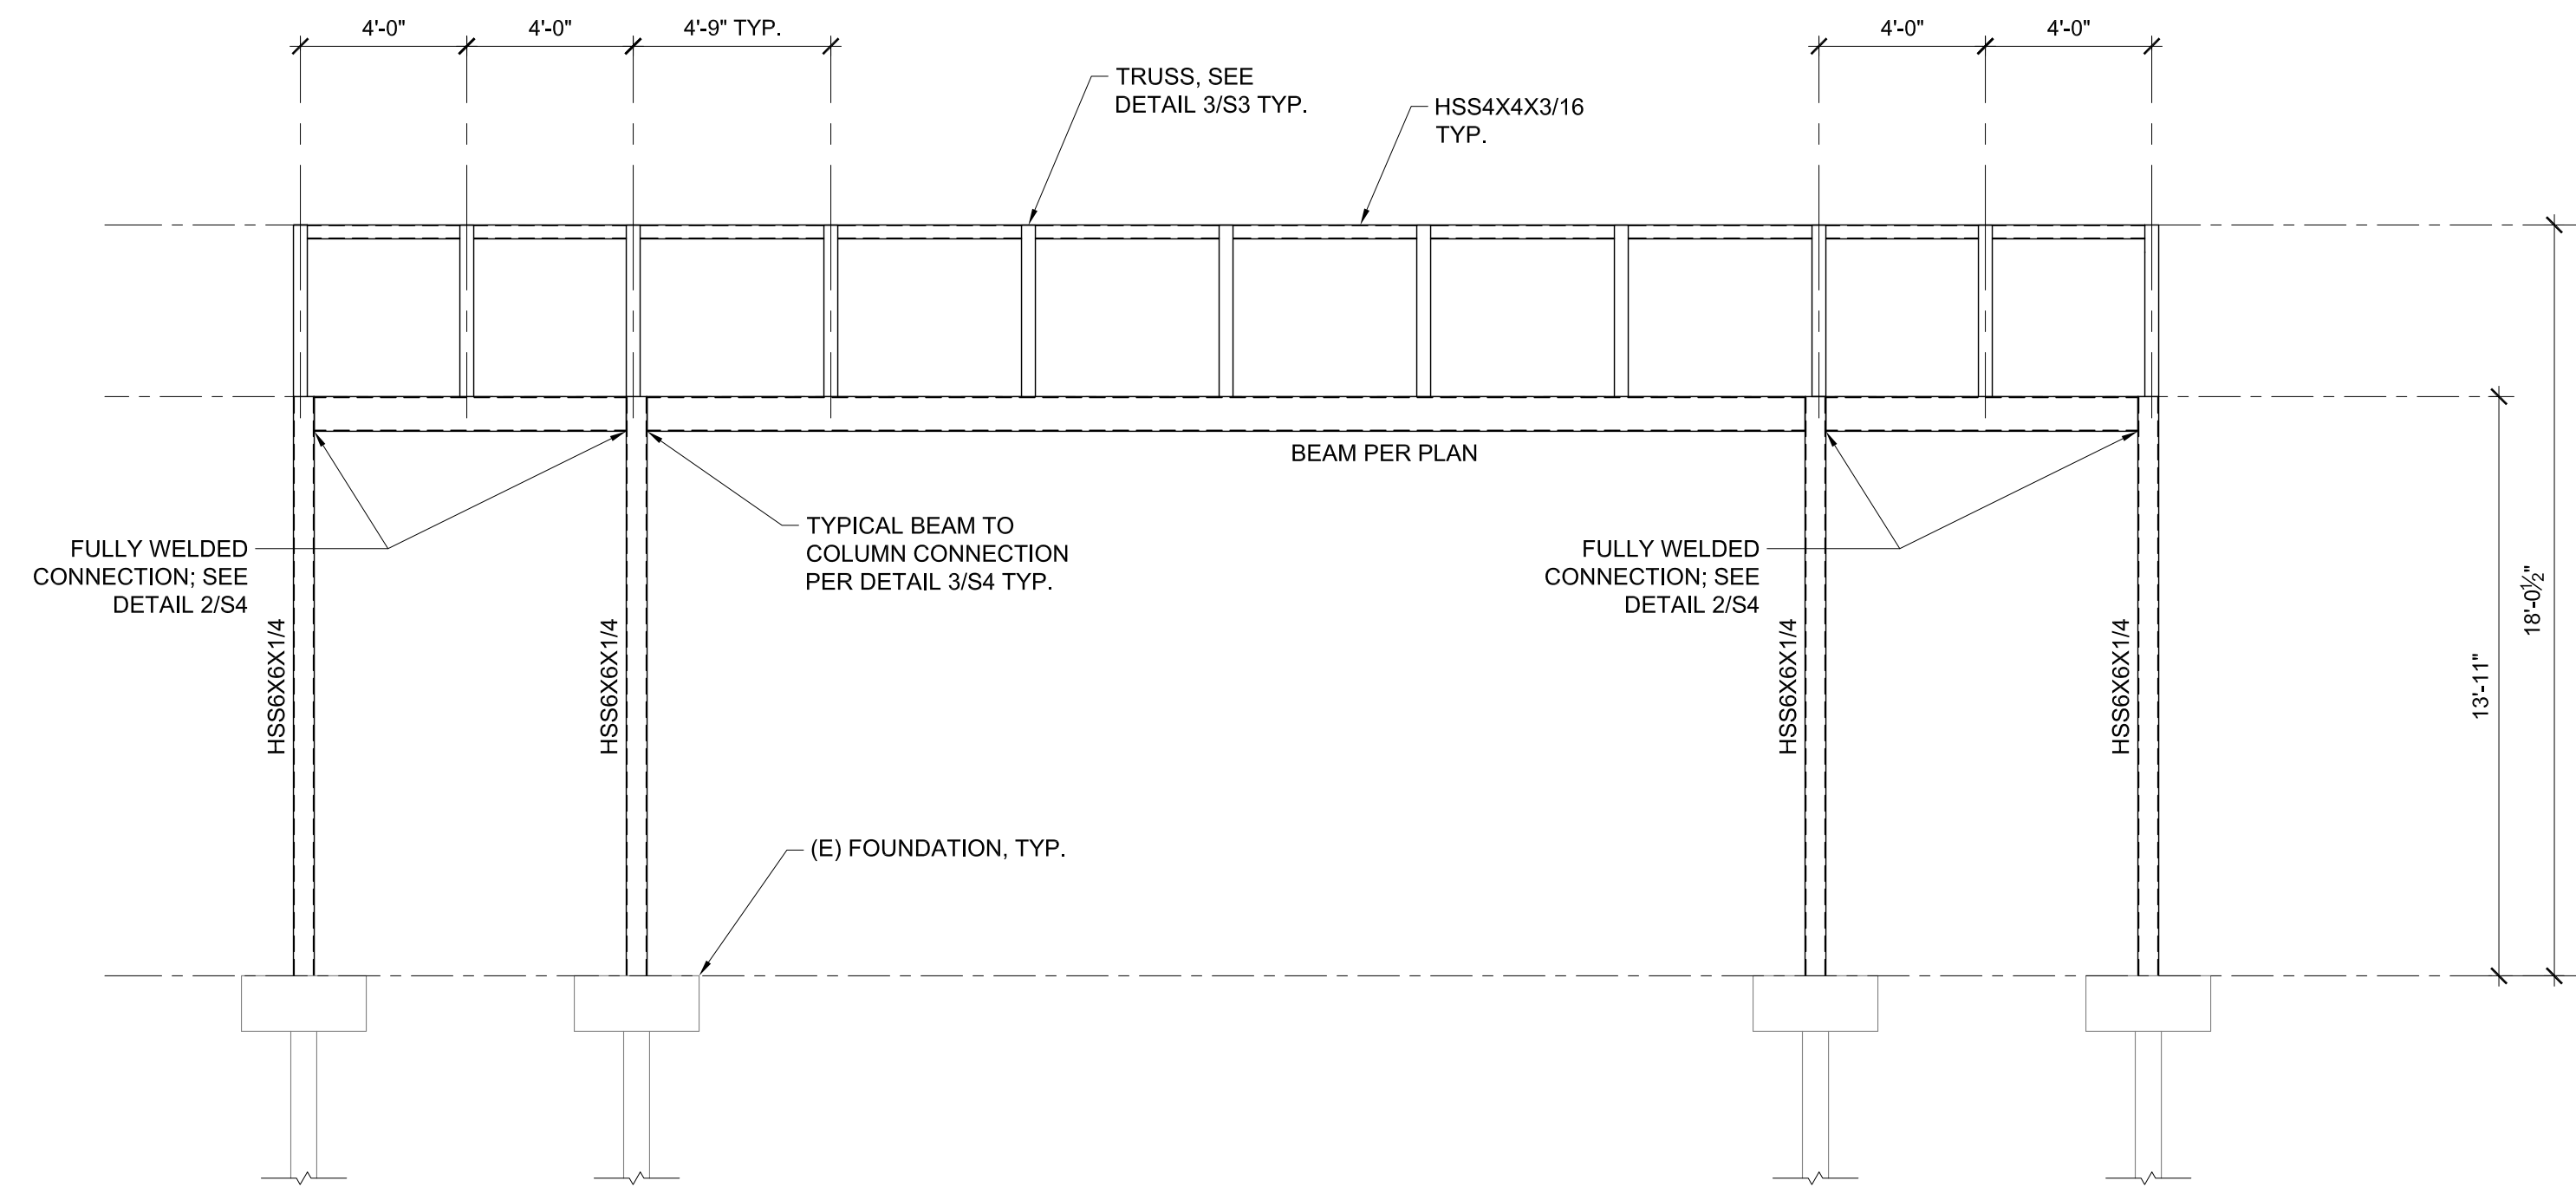 4'-0"
4'-0"
4'-9" TYP.
4'-0"
4'-0"
TRUSS, SEE
DETAIL 3/S3 TYP.
HSS4X4X3/16
TYP.
BEAM PER PLAN
FULLY WELDED
CONNECTION; SEE
DETAIL 2/S4
TYPICAL BEAM TO
COLUMN CONNECTION
PER DETAIL 3/S4 TYP.
FULLY WELDED
CONNECTION; SEE
DETAIL 2/S4
HSS6X6X1/4
HSS6X6X1/4
HSS6X6X1/4
HSS6X6X1/4
13'-11"
18'-0½"
(E) FOUNDATION, TYP.